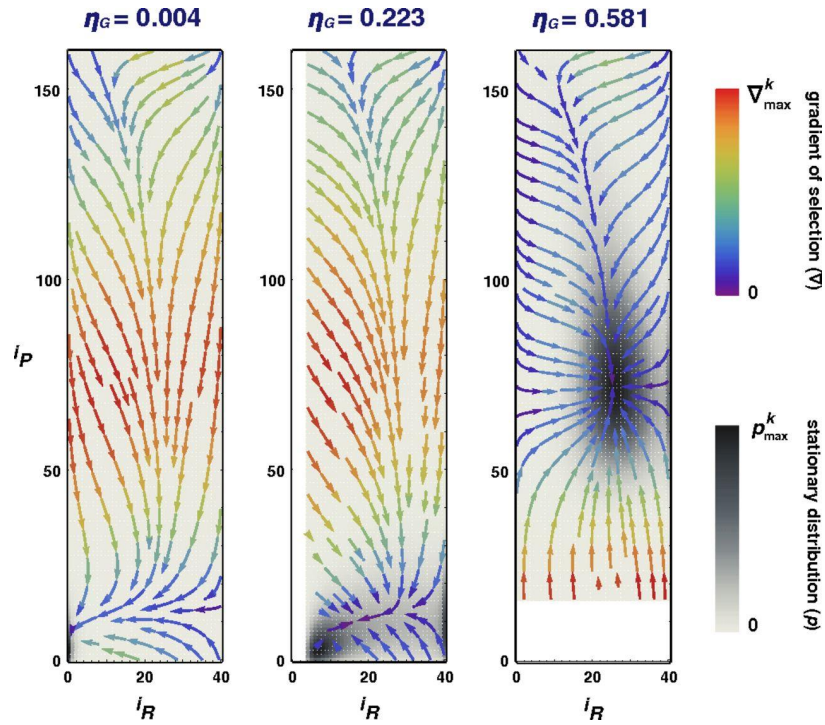 ηG = 0.004
ηG = 0.223
ηG = 0.581
150
100
50
0
iP
0
20
40
iR
150
100
50
0
0
20
40
iR
150
100
50
0
0
20
40
iR
∇kmax
0
gradient of selection (∇)
pkmax
0
stationary distribution (p)